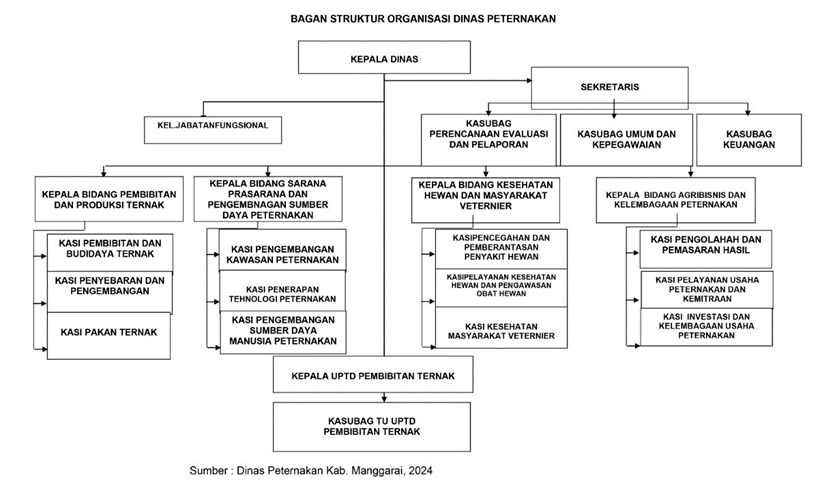 BAGAN STRUKTUR ORGANISASI DINAS PETERNAKAN
KEPALA DINAS
SEKRETARIS
KEL.JABATANFUNGSIONAL
KASUBAG
PERENCANAAN EVALUASI
DAN PELAPORAN
KASUBAG UMUM DAN
KEPEGAWAIAN
KASUBAG
KEUANGAN
KEPALA BIDANG PEMBIBITAN
DAN PRODUKSI TERNAK
KEPALA BIDANG SARANA
PRASARANA DAN
PENGEMBNAGAN SUMBER
DAYA PETERNAKAN
KEPALA BIDANG KESEHATAN
HEWAN DAN MASYARAKAT
VETERNIER
KEPALA BIDANG AGRIBISNIS DAN
KELEMBAGAAN PETERNAKAN
KASI PEMBIBITAN DAN
BUDIDAYA TERNAK
KASI PENYEBARAN DAN
PENGEMBANGAN
KASI PAKAN TERNAK
KASI PENGEMBANGAN
KAWASAN PETERNAKAN
KASI PENERAPAN
TEHNOLOGI PETERNAKAN
KASI PENGEMBANGAN
SUMBER DAYA
MANUSIA PETERNAKAN
KASIPENCEGAHAN DAN
PEMBERANTASAN
PENYAKIT HEWAN
KASIPELAYANAN KESEHATAN
HEWAN DAN PENGAWASAN
OBAT HEWAN
KASI KESEHATAN
MASYARAKAT VETERNIER
KASI PENGOLAHAH DAN
PEMASARAN HASIL
KASI PELAYANAN USAHA
PETERNAKAN DAN
KEMITRAAN
KASI INVESTASI DAN
KELEMBAGAAN USAHA
PETERNAKAN
KEPALA UPTD PEMBIBITAN TERNAK
KASUBAG TU UPTD
PEMBIBITAN TERNAK
Sumber : Dinas Peternakan Kab. Manggarai, 2024